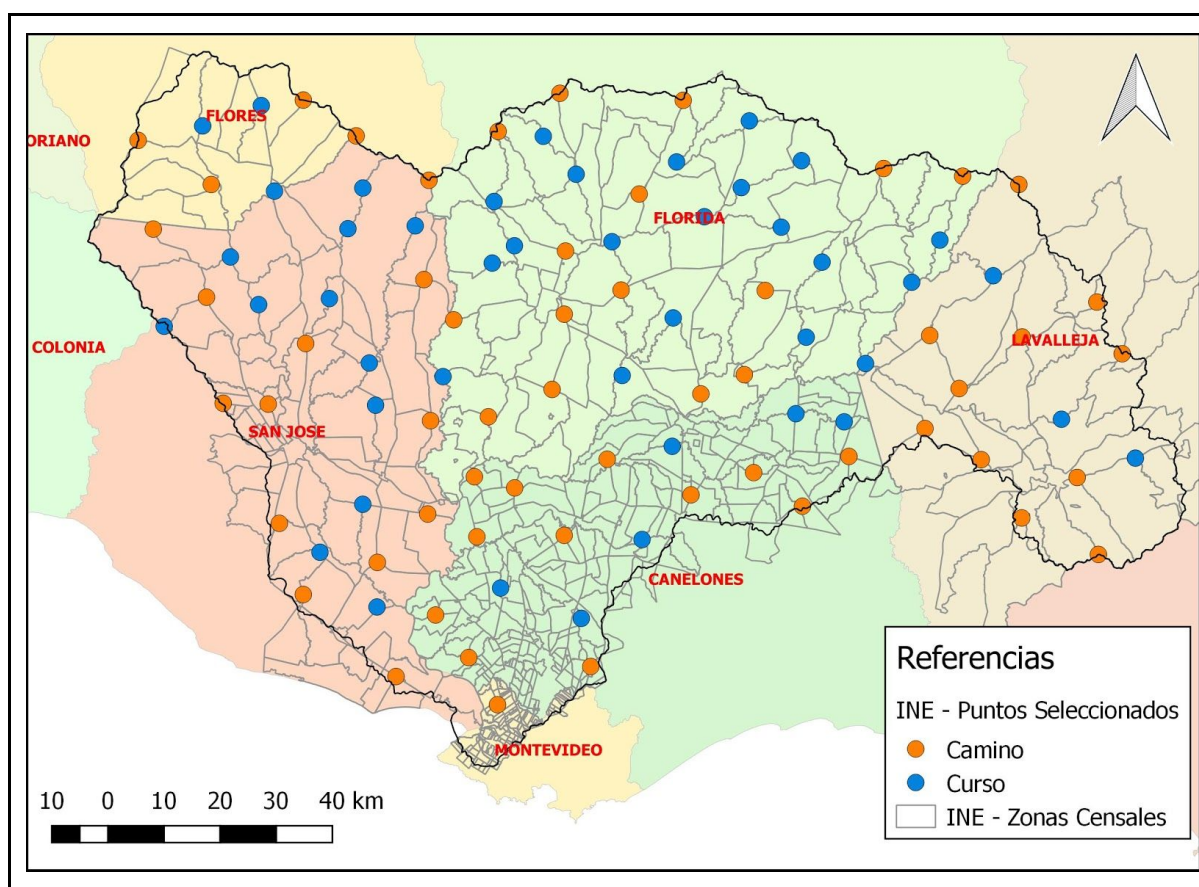 FLORES
ORIANO
FLORIDA
COLONIA
LAVALLEJA
SAN JOSE
CANELONES
MONTEVIDEO
10 0 10 20 30 40 km
Referencias
INE - Puntos Seleccionados
Camino
Curso
INE - Zonas Censales